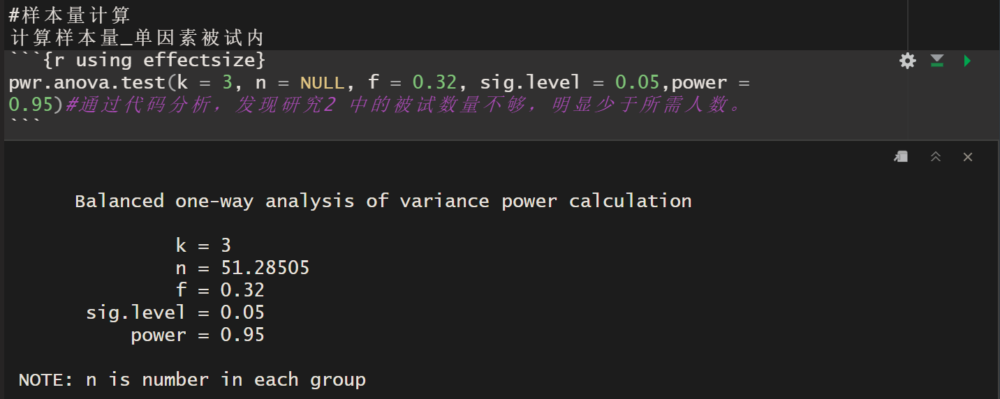 #样本量计算
计算样本量_单因素被试内
```{r using effectsize}
pwr.anova.test(k = 3, n = NULL, f = 0.32, sig.level = 0.05,power =
0.95)#通过代码分析，发现研究2 中的被试数量不够，明显少于所需人数。
```
Balanced one-way analysis of variance power calculation
k = 3
n = 51.28505
f = 0.32
sig.level = 0.05
power = 0.95
NOTE: n is number in each group